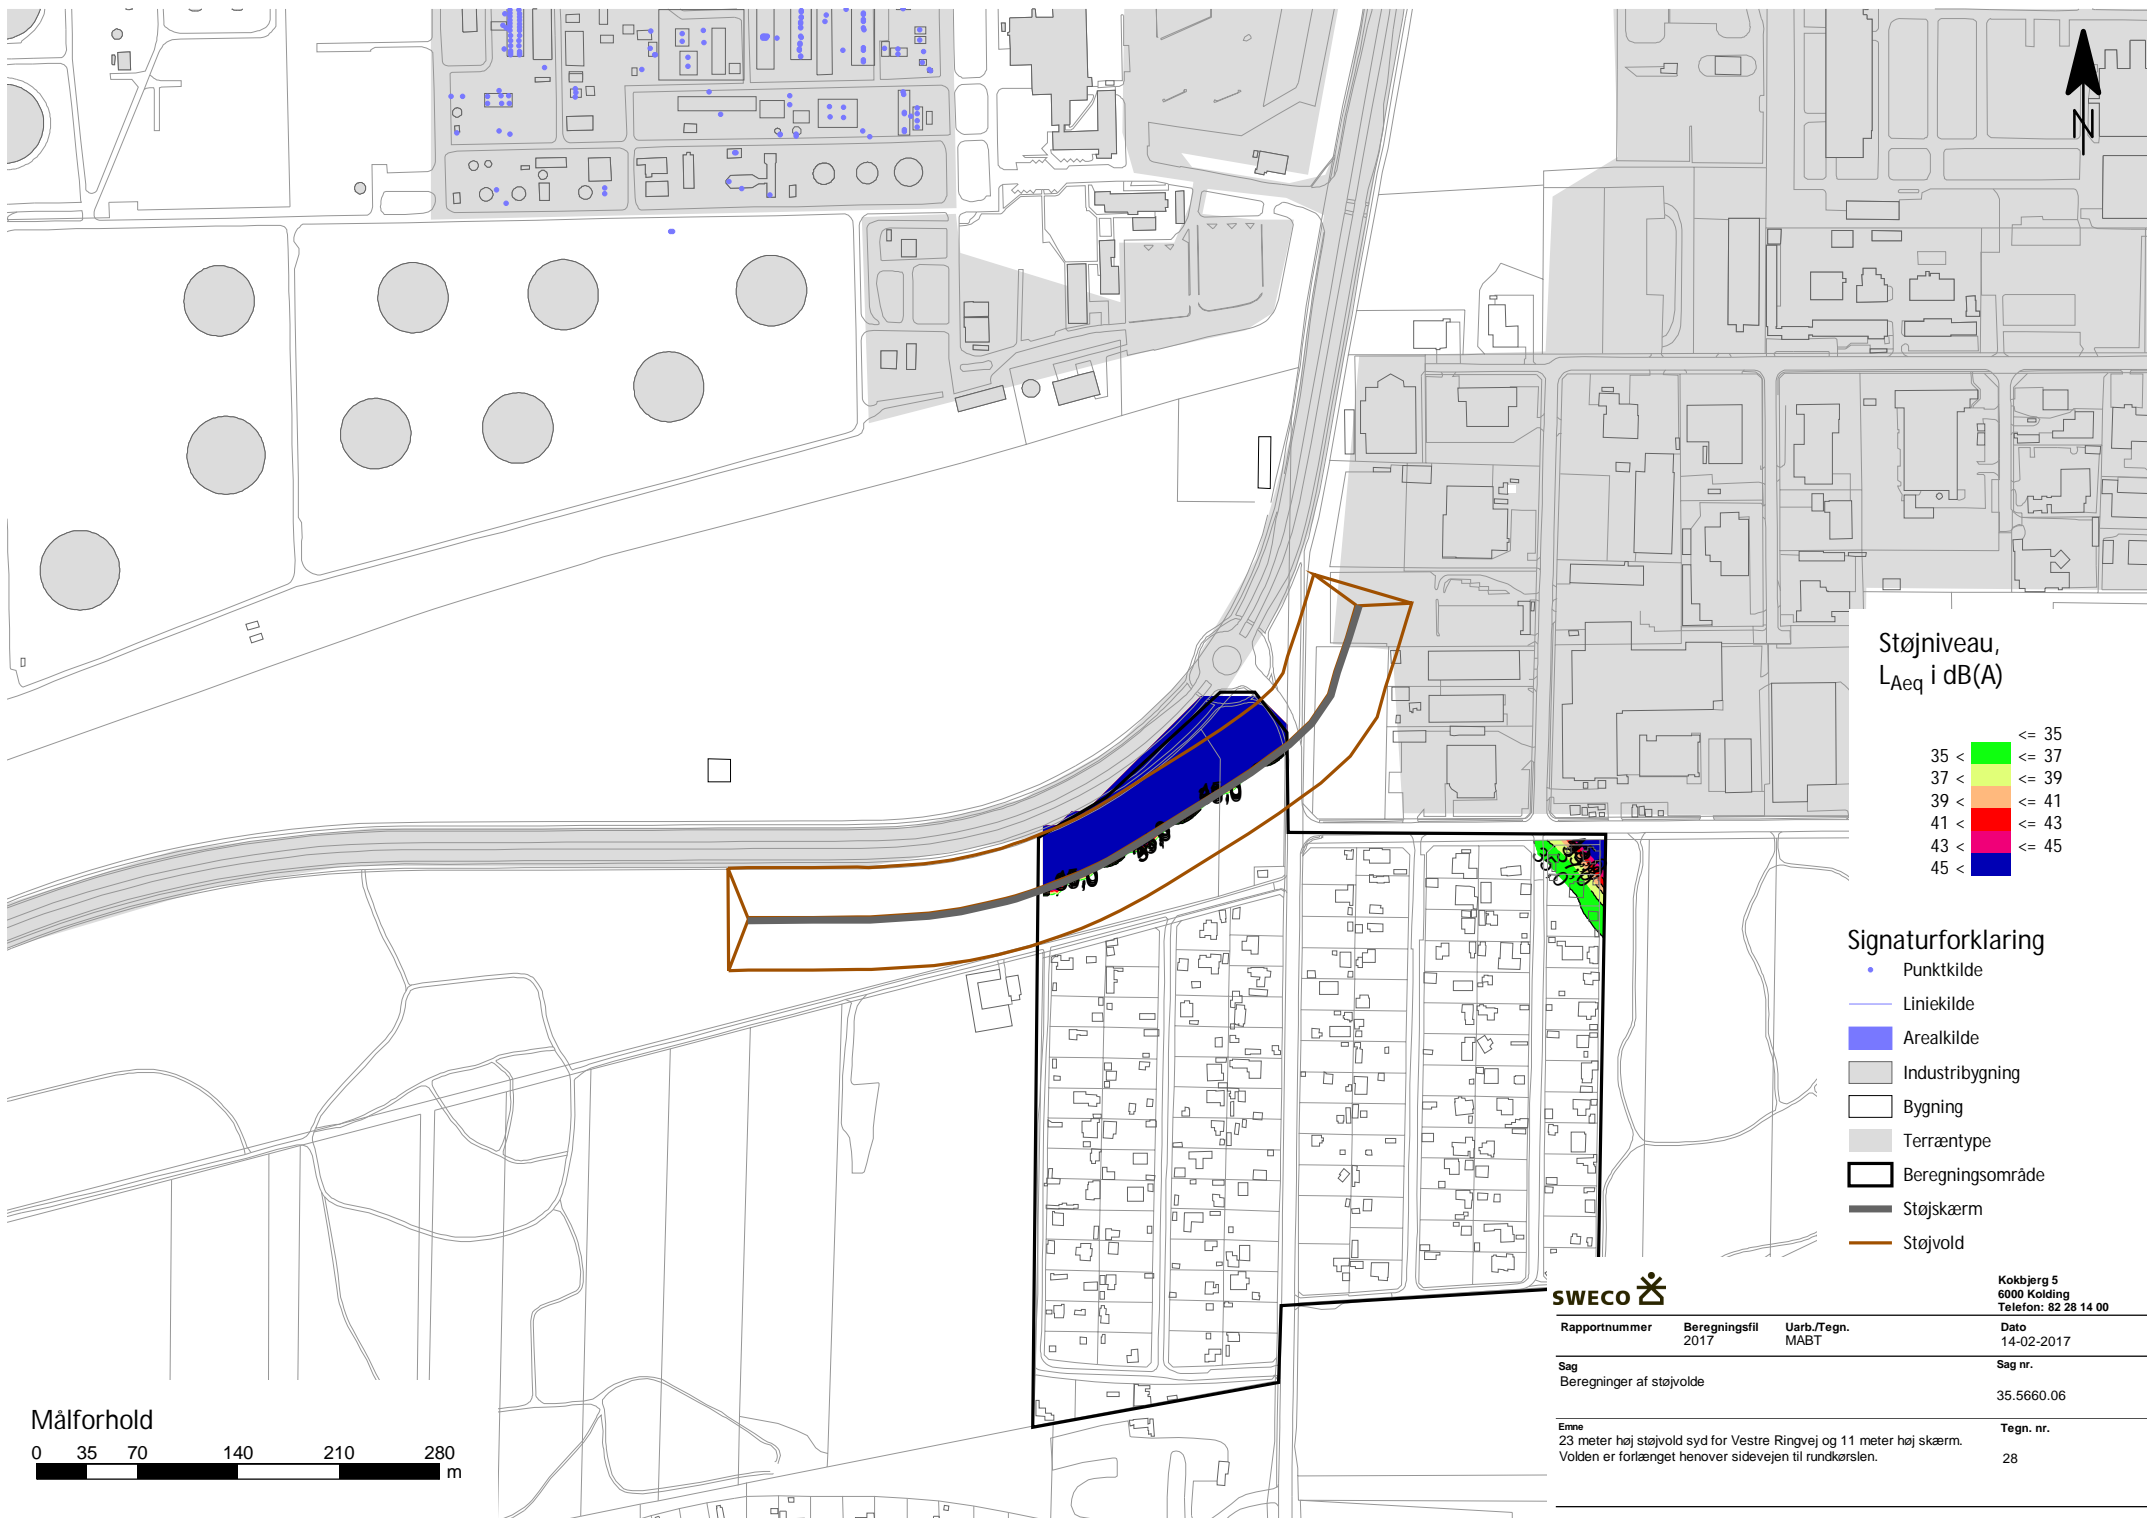 N
Støjniveau,
LAeq i dB(A)
<= 35
35 < <= 37
37 < <= 39
39 < <= 41
41 < <= 43
43 < <= 45
45 <
Signaturforklaring
Punktkilde
Liniekilde
Arealkilde
Industribygning
Bygning
Terræntype
Beregningsområde
Støjskærm
Støjvold
SWECO
Kokbjerg 5
6000 Kolding
Telefon: 82 28 14 00
Rapportnummer Beregningsfil Uarb./Tegn. Dato
2017 MABT 14-02-2017
Sag Sag nr.
Beregninger af støjvolde
35.5660.06
Emne Tegn. nr.
23 meter høj støjvold syd for Vestre Ringvej og 11 meter høj skærm.
Volden er forlænget henover sidevejen til rundkørslen. 28
Målforhold
0 35 70 140 210 280
m